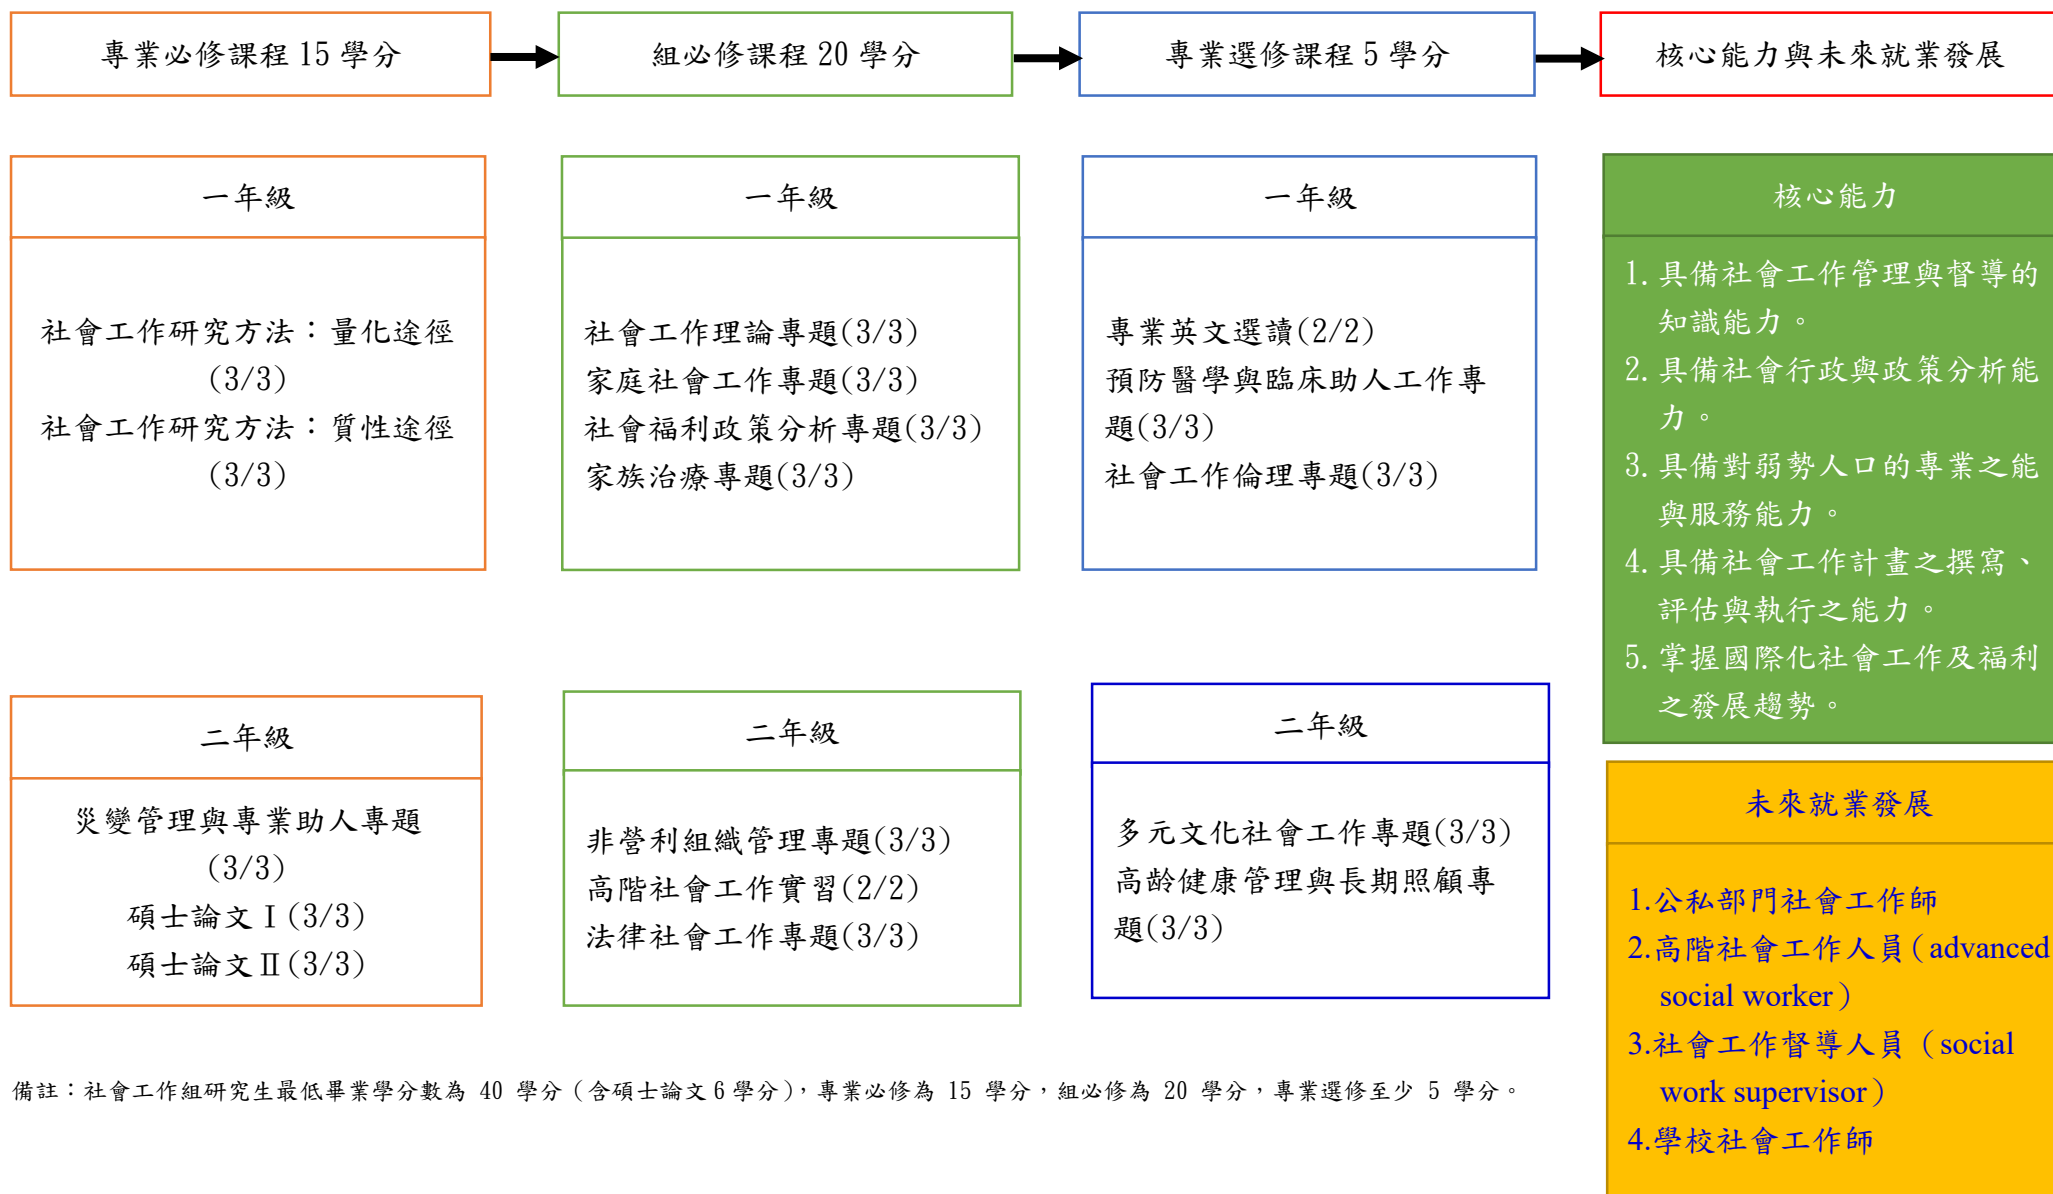 專業必修課程 15 學分
組必修課程 20 學分
專業選修課程 5 學分
核心能力與未來就業發展
一年級
社會工作研究方法：量化途徑
(3/3)
社會工作研究方法：質性途徑
(3/3)
一年級
社會工作理論專題(3/3)
家庭社會工作專題(3/3)
社會福利政策分析專題(3/3)
家族治療專題(3/3)
一年級
專業英文選讀(2/2)
預防醫學與臨床助人工作專
題(3/3)
社會工作倫理專題(3/3)
核心能力
1.具備社會工作管理與督導的
知識能力。
2.具備社會行政與政策分析能
力。
3.具備對弱勢人口的專業之能
與服務能力。
4.具備社會工作計畫之撰寫、
評估與執行之能力。
5.掌握國際化社會工作及福利
之發展趨勢。
二年級
災變管理與專業助人專題
(3/3)
碩士論文Ⅰ(3/3)
碩士論文Ⅱ(3/3)
二年級
非營利組織管理專題(3/3)
高階社會工作實習(2/2)
法律社會工作專題(3/3)
二年級
多元文化社會工作專題(3/3)
高齡健康管理與長期照顧專
題(3/3)
未來就業發展
1.公私部門社會工作師
2.高階社會工作人員（advanced
social worker）
3.社會工作督導人員（social
work supervisor）
4.學校社會工作師
備註：社會工作組研究生最低畢業學分數為 40 學分（含碩士論文 6 學分），專業必修為 15 學分，組必修為 20 學分，專業選修至少 5 學分。